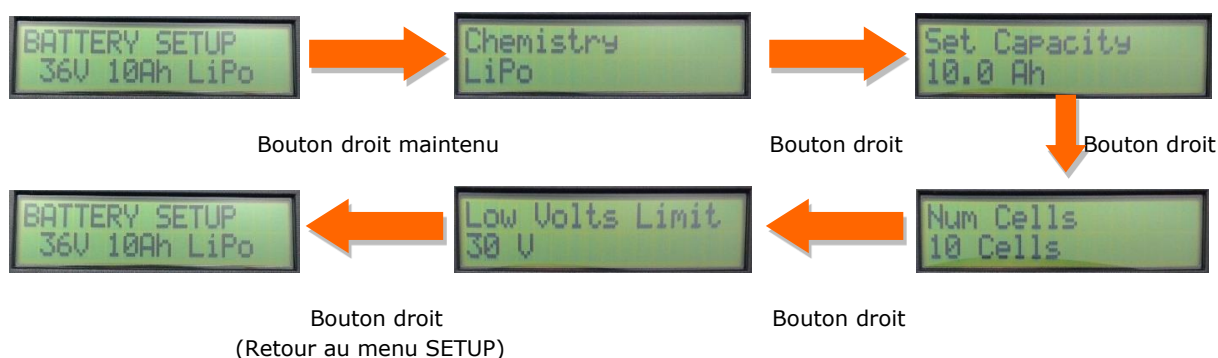 BATTERY SETUP
36V 10Ah LiPo
Chemistry
LiPo
Set Capacity
10.0 Ah
Bouton droit maintenu
Bouton droit
Bouton droit
BATTERY SETUP
36V 10Ah LiPo
Low Volts Limit
30 V
Num Cells
10 Cells
Bouton droit
(Retour au menu SETUP)
Bouton droit